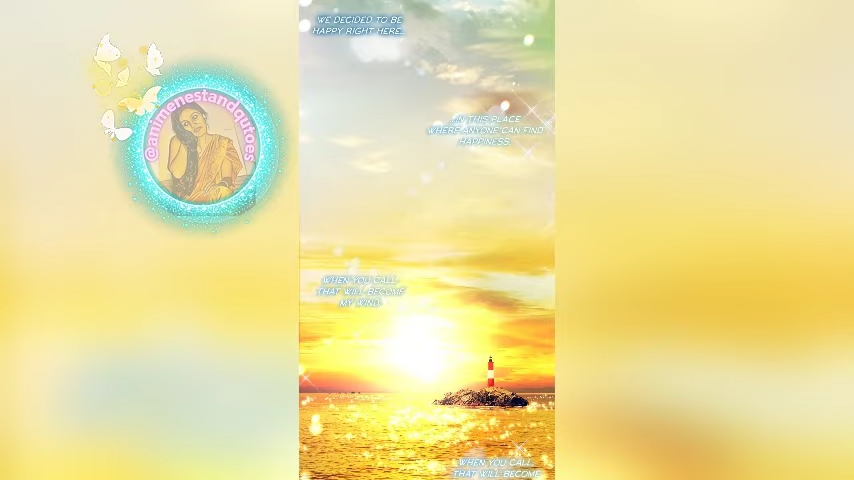 WE DECIDED TO BE
HAPPY RIGHT HERE...
...IN THIS PLACE
WHERE ANYONE CAN FIND
HAPPINESS.
@animenestandqutoes
WHEN YOU CALL,
THAT WILL BECOME
MY WIND.
WHEN YOU CALL,
THAT WILL BECOME